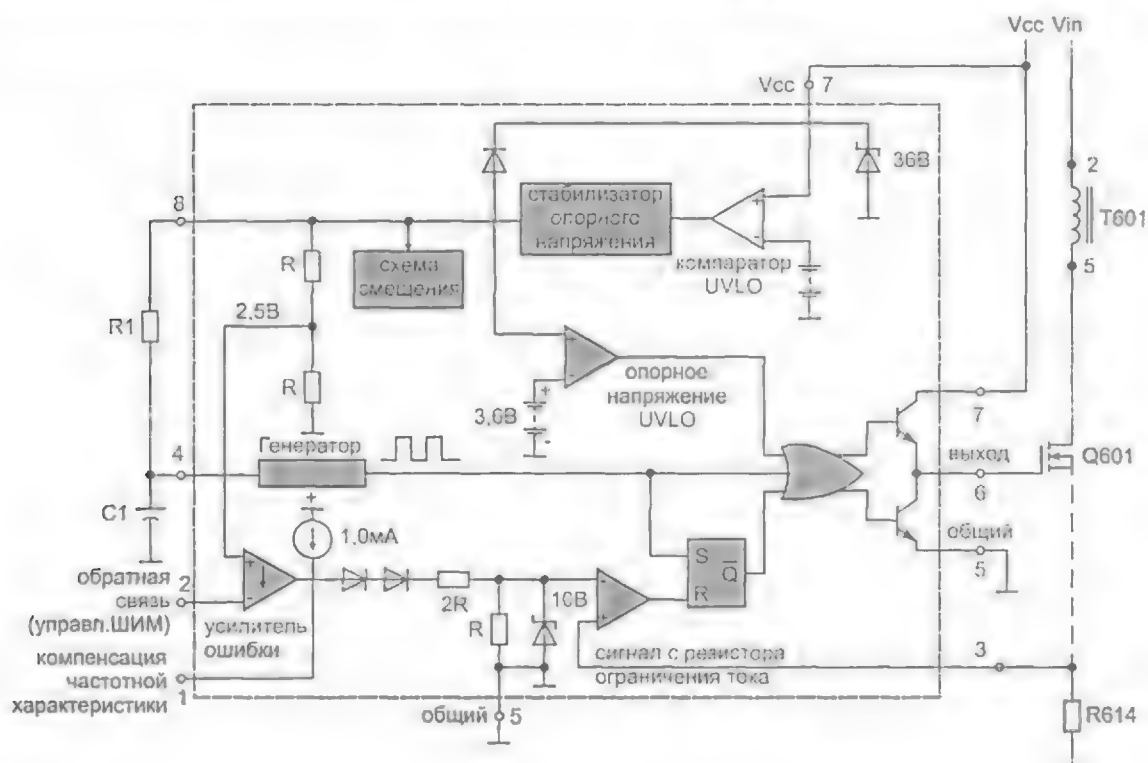 Vcc Vin
Vcc
7
36В
2
T601
5
8
стабилизатор
опорного
напряжения
компаратор
UVLO
R
схема
смещения
2,5В
R1
R
3,6В
опорное
напряжение
UVLO
7
4
Генератор
выход
6
Q601
C1
1,0мА
общий
5
S
Q
R
обратная
связь
(управл.ШИМ)
2
усилитель
ошибки
2R
R
10В
компенсация
частотной
характеристики
1
сигнал с резистора
ограничения тока
3
общий
5
R614